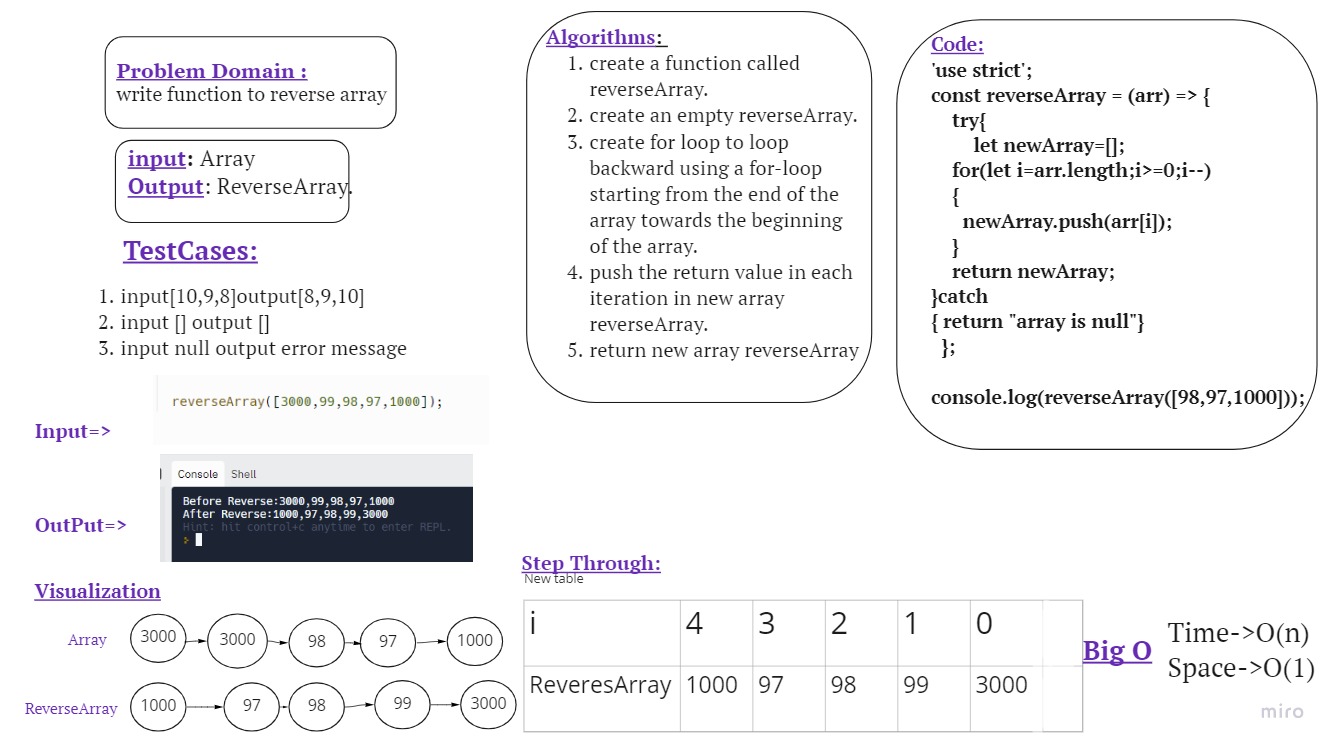 Problem Domain :
write function to reverse array
input: Array
Output: ReverseArray.
TestCases:
1. input[10,9,8]output[8,9,10]
2. input [] output []
3. input null output error message
Input=>
reverseArray([3000,99,98,97,1000]);
OutPut=>
Console Shell
Before Reverse:3000,99,98,97,1000
After Reverse:1000,97,98,99,3000
Hint: hit control+c anytime to enter REPL.
Visualization
Array 3000 3000 98 97 1000
ReverseArray 1000 97 98 99 3000
Algorithms:
1. create a function called
reverseArray.
2. create an empty reverseArray.
3. create for loop to loop
backward using a for-loop
starting from the end of the
array towards the beginning
of the array.
4. push the return value in each
iteration in new array
reverseArray.
5. return new array reverseArray
Code:
'use strict';
const reverseArray = (arr) => {
try{
let newArray=[];
for(let i=arr.length;i>=0;i--)
{
newArray.push(arr[i]);
}
return newArray;
}catch
{ return "array is null"}
};
console.log(reverseArray([98,97,1000]));
Step Through:
New table
i 4 3 2 1 0
ReveresArray 1000 97 98 99 3000
Big O
Time->O(n)
Space->O(1)
miro